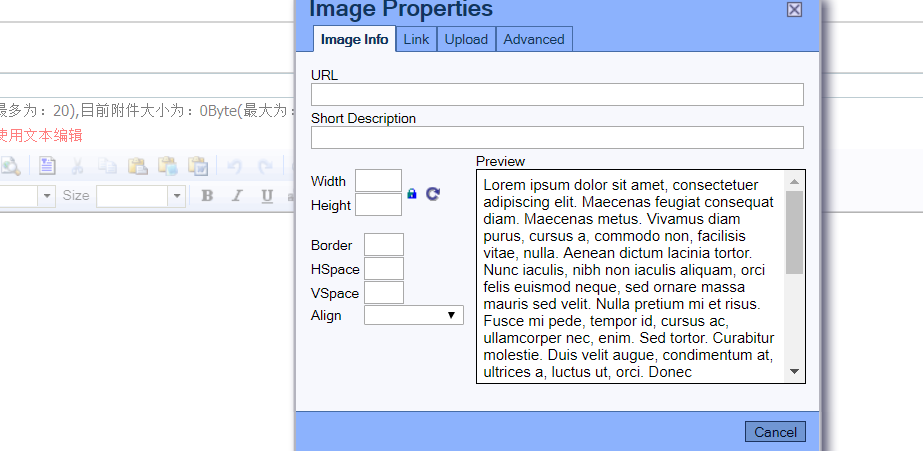 Image Properties
Image Info Link Upload Advanced
URL
Short Description
最多为：20),目前附件大小为：0Byte(最大为：
使用文本编辑
Size
B I U
Preview
Width
Height
Border
HSpace
VSpace
Align
Lorem ipsum dolor sit amet, consectetuer
adipiscing elit. Maecenas feugiat consequat
diam. Maecenas metus. Vivamus diam
purus, cursus a, commodo non, facilisis
vitae, nulla. Aenean dictum lacinia tortor.
Nunc iaculis, nibh non iaculis aliquam, orci
felis euismod neque, sed ornare massa
mauris sed velit. Nulla pretium mi et risus.
Fusce mi pede, tempor id, cursus ac,
ullamcorper nec, enim. Sed tortor. Curabitur
molestie. Duis velit augue, condimentum at,
ultrices a, luctus ut, orci. Donec
Cancel